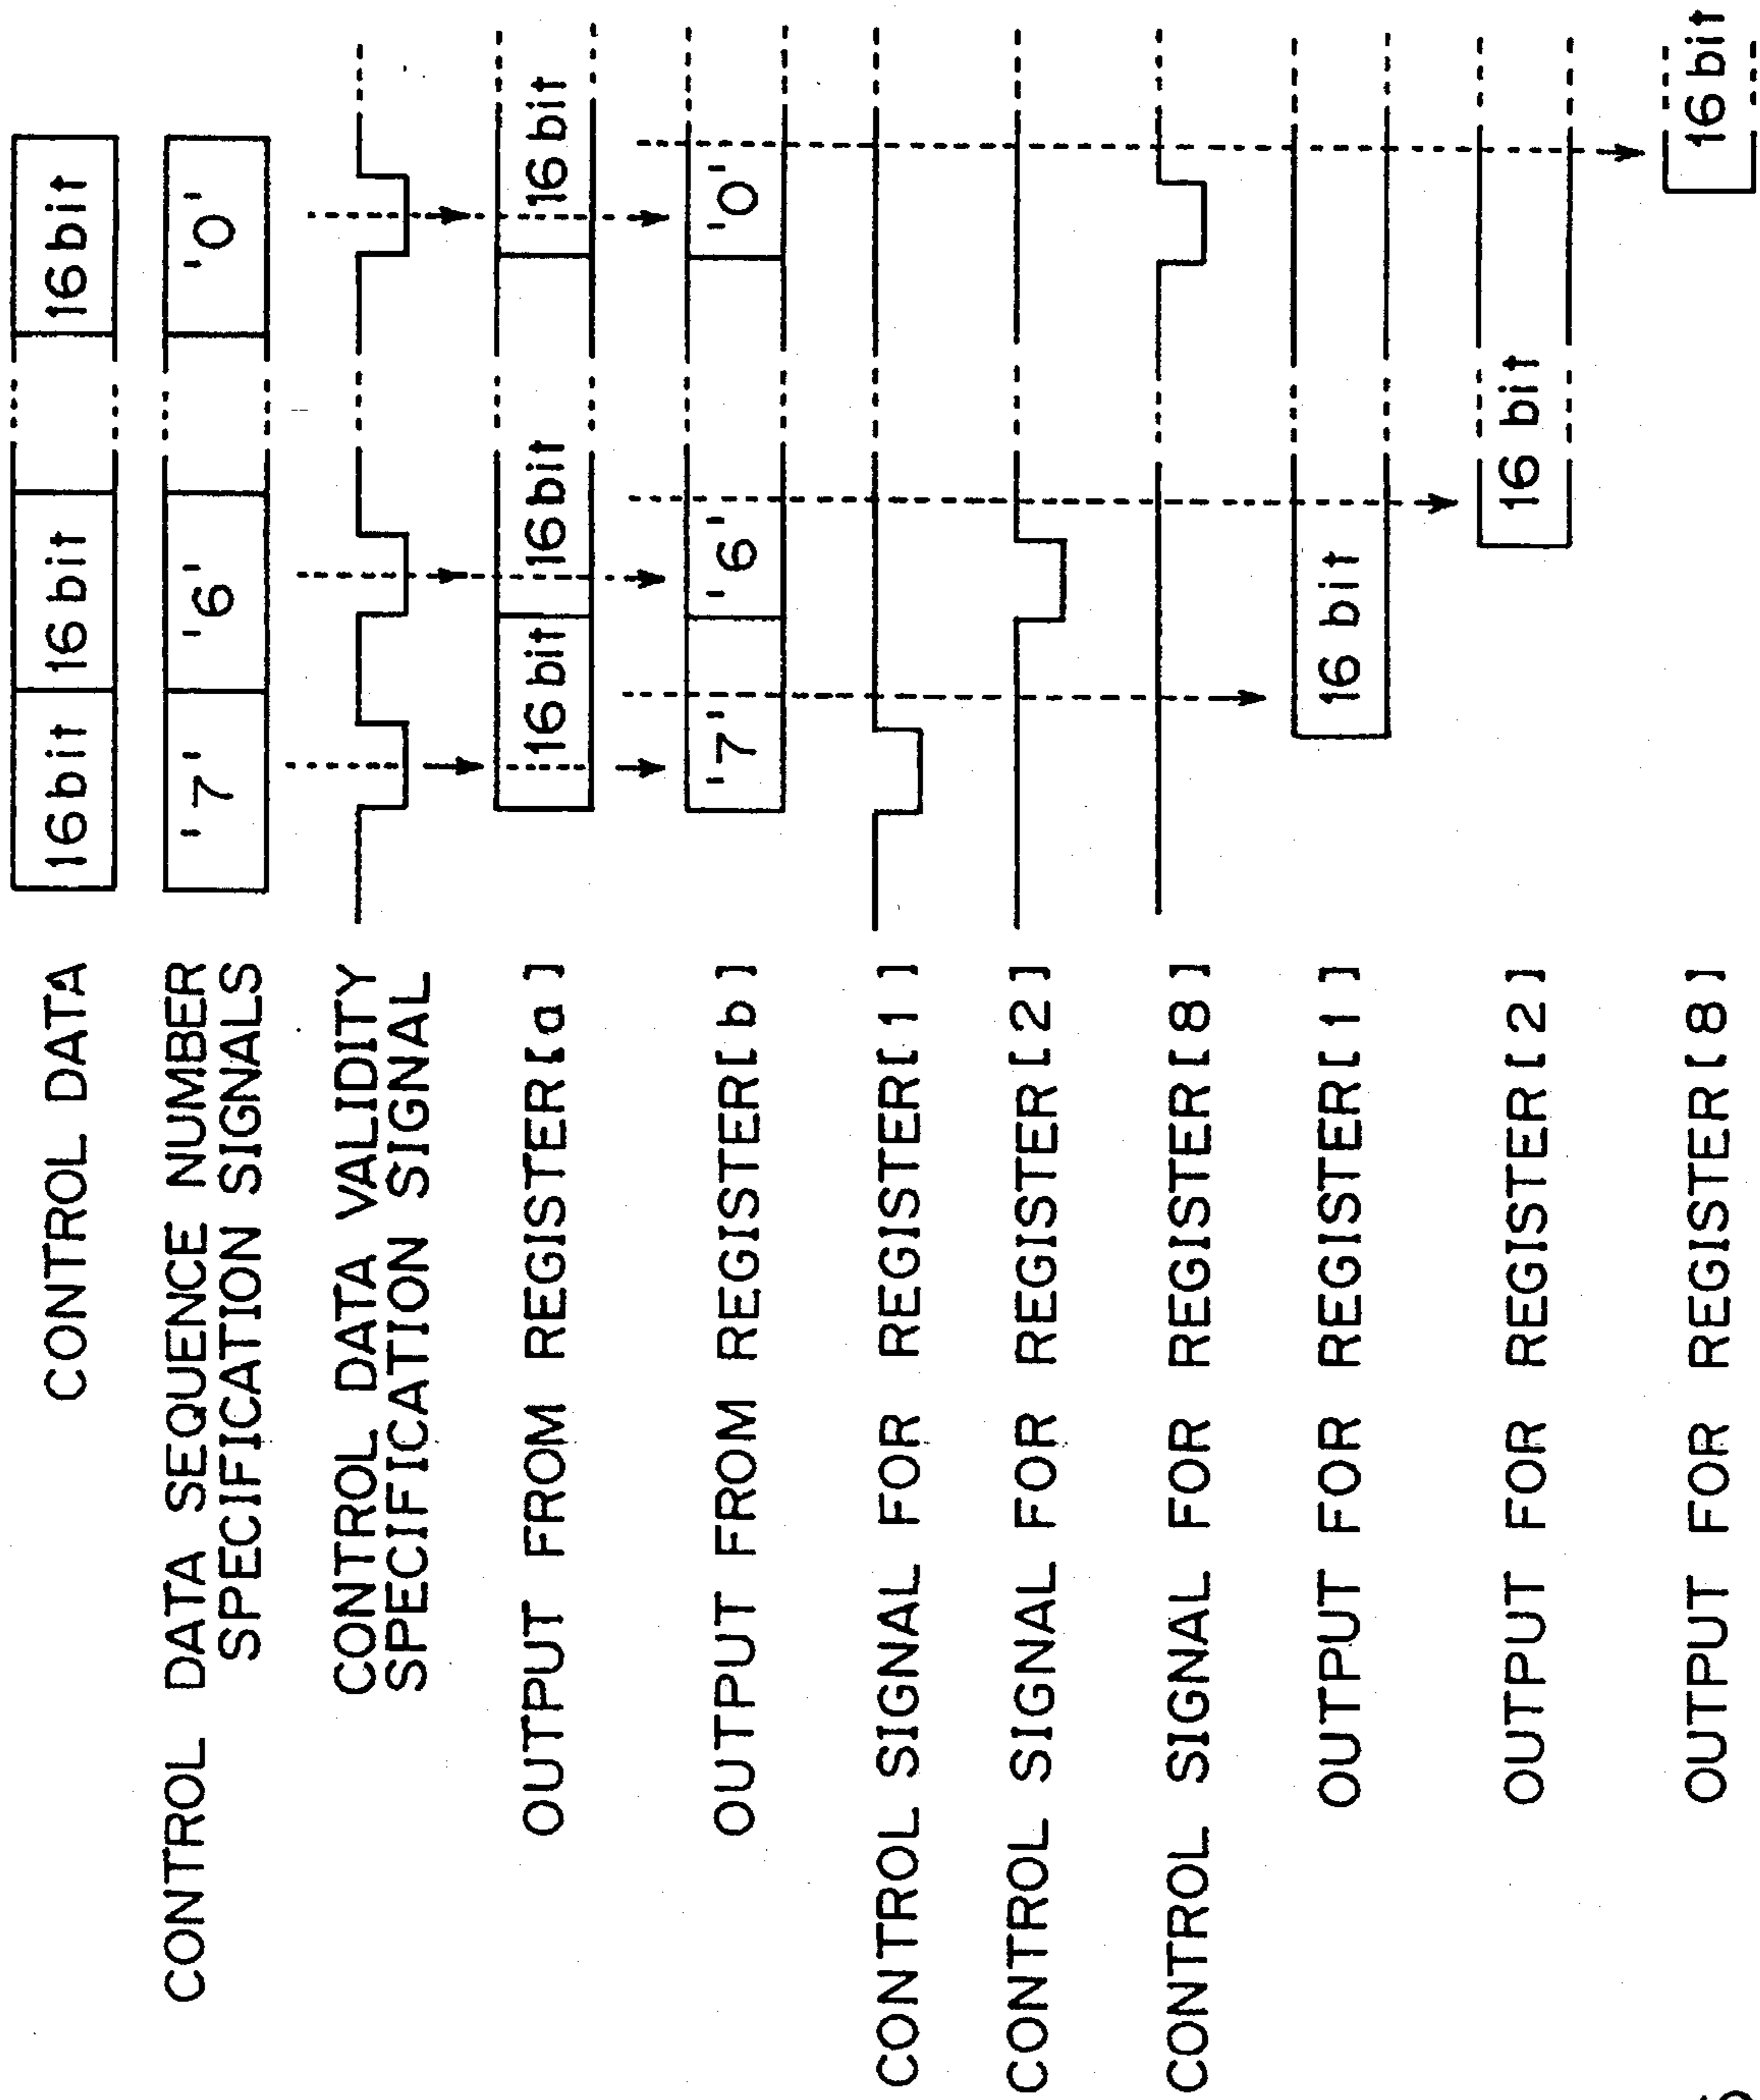 CONTROL DATA
16bit 16bit 16bit
CONTROL DATA SEQUENCE NUMBER
SPECIFICATION SIGNALS
'7' '6' '0'
CONTROL DATA VALIDITY
SPECIFICATION SIGNAL
OUTPUT FROM REGISTER[a]
16bit 16bit 16bit
OUTPUT FROM REGISTER[b]
'7' '6' '0'
CONTROL SIGNAL FOR REGISTER[1]
CONTROL SIGNAL FOR REGISTER[2]
CONTROL SIGNAL FOR REGISTER[8]
OUTPUT FOR REGISTER[1]
16 bit
OUTPUT FOR REGISTER[2]
16 bit
OUTPUT FOR REGISTER[8]
16bit